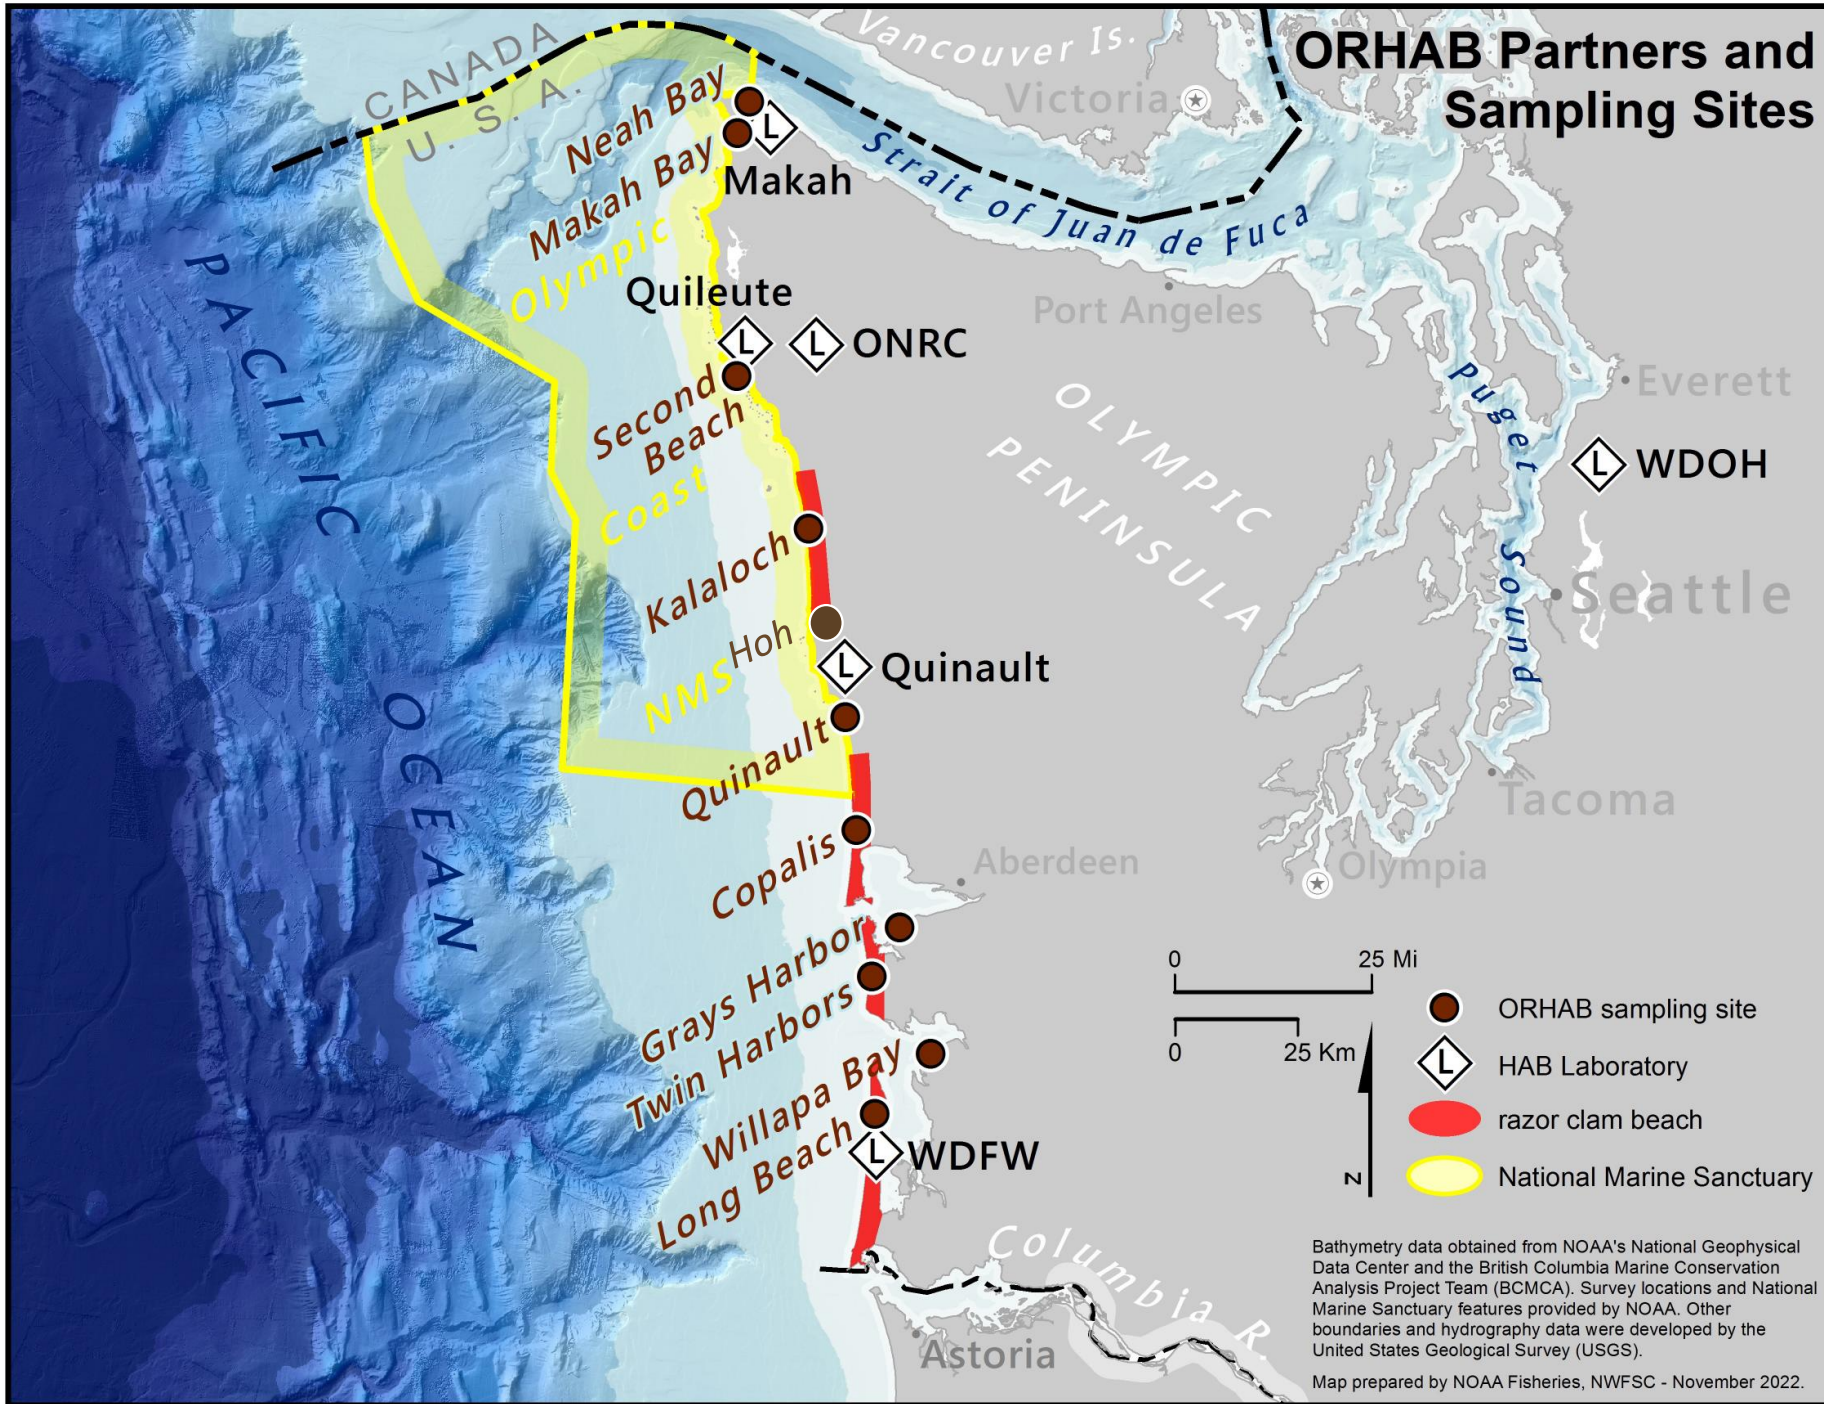 ORHAB Partners and
Sampling Sites
CANADA
U. S. A.
Vancouver Is.
Victoria
Strait of Juan de Fuca
Neah Bay
Makah Bay
Makah
Olympic
Coast
NMS
Quileute
ONRC
Second
Beach
Port Angeles
OLYMPIC
PENINSULA
Puget
Sound
Everett
WDOH
Seattle
Tacoma
Olympia
PACIFIC
OCEAN
Kalaloch
Hoh
Quinault
Quinault
Copalis
Aberdeen
Grays Harbor
Twin Harbors
Willapa Bay
Long Beach
WDFW
Columbia R.
Astoria
L
L
L
L
L
L
0 25 Mi
0 25 Km
N
ORHAB sampling site
L
HAB Laboratory
razor clam beach
National Marine Sanctuary
Bathymetry data obtained from NOAA's National Geophysical
Data Center and the British Columbia Marine Conservation
Analysis Project Team (BCMCA). Survey locations and National
Marine Sanctuary features provided by NOAA. Other
boundaries and hydrography data were developed by the
United States Geological Survey (USGS).
Map prepared by NOAA Fisheries, NWFSC - November 2022.